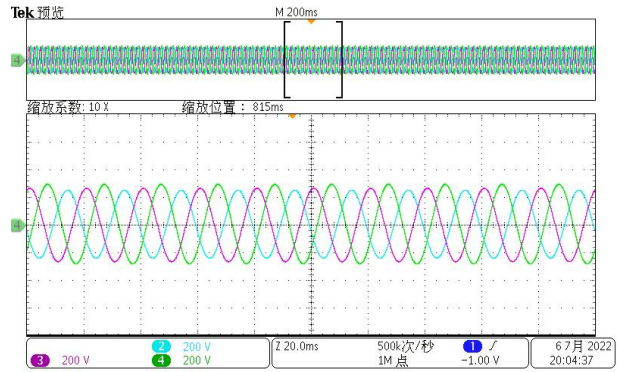 Tek 预览
M 200ms
4
缩放系数: 10 X
缩放位置： 815ms
4
2 200 V
Z 20.0ms
500k次/秒
1
6 7月 2022
3 200 V
4 200 V
1M 点
-1.00 V
20:04:37